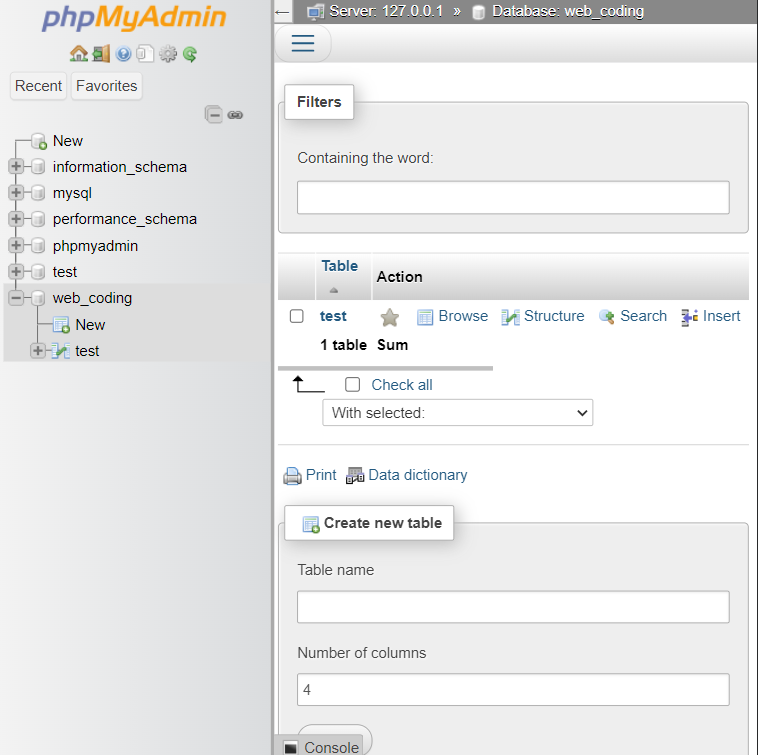 phpMyAdmin
Recent
Favorites
New
information_schema
mysql
performance_schema
phpmyadmin
test
web_coding
New
test
Server: 127.0.0.1 » Database: web_coding
Filters
Containing the word:
Table Action
test Browse Structure Search Insert
1 table Sum
Check all
With selected:
Print Data dictionary
Create new table
Table name
Number of columns
4
Console